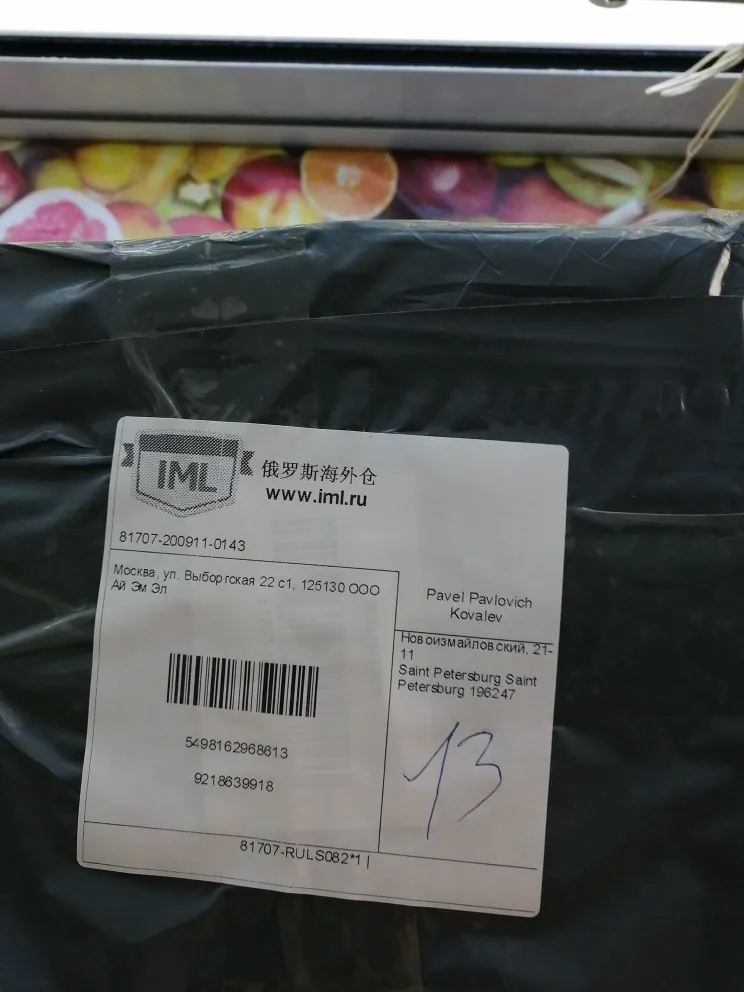 IML
俄罗斯海外仓
www.iml.ru
81707-200911-0143
Москва, ул. Выборгская 22 с1, 125130 ООО
Ай Эм Эл
5498162968613
9218639918
Pavel Pavlovich
Kovalev
Новоизмайловский, 21-
11
Saint Petersburg Saint
Petersburg 196247
13
81707-RULS082*1 |